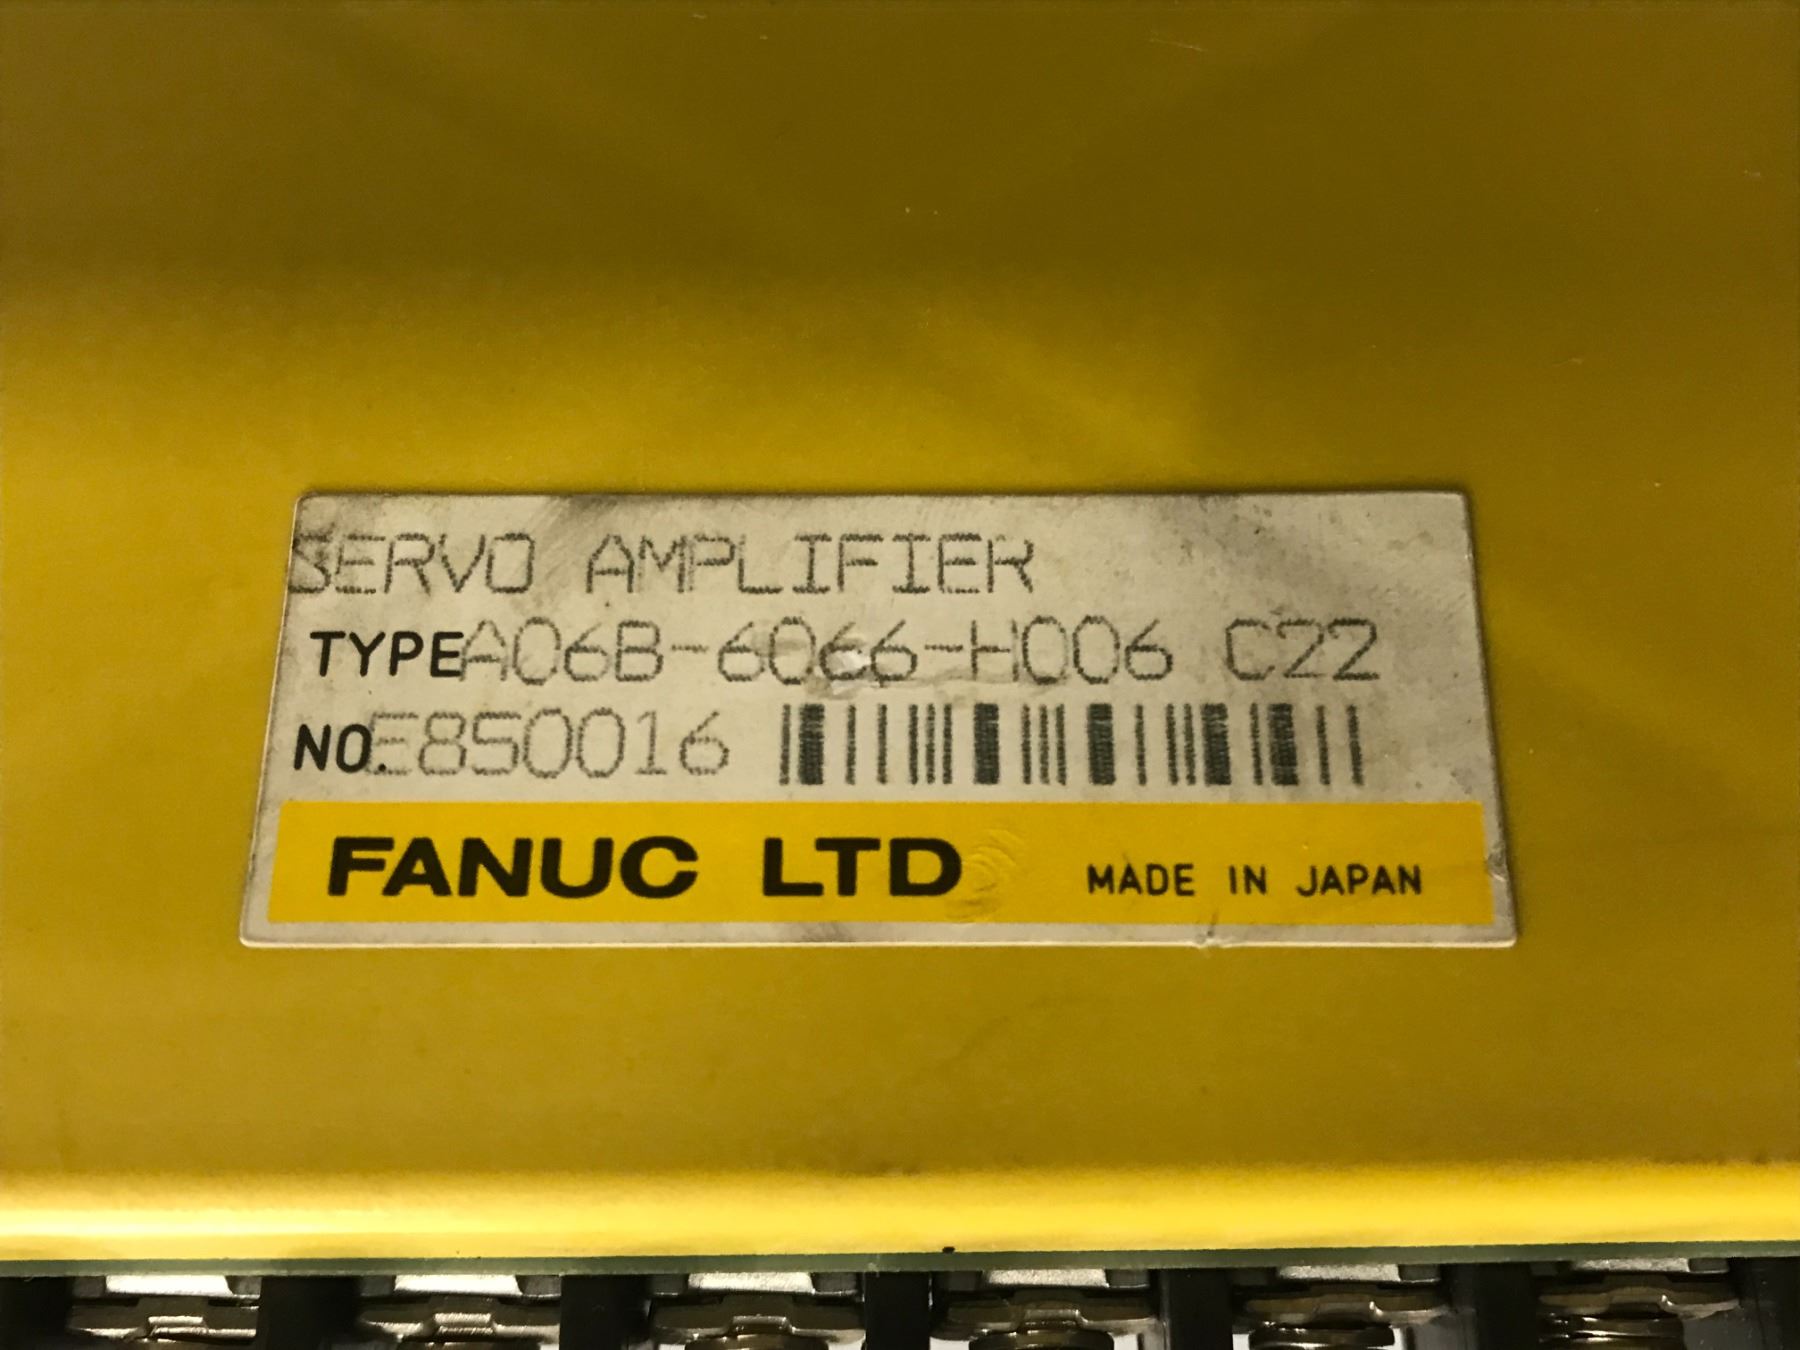 SERVO AMPLIFIER
TYPE A06B-6066-H006 C22
NO. E850016
FANUC LTD MADE IN JAPAN